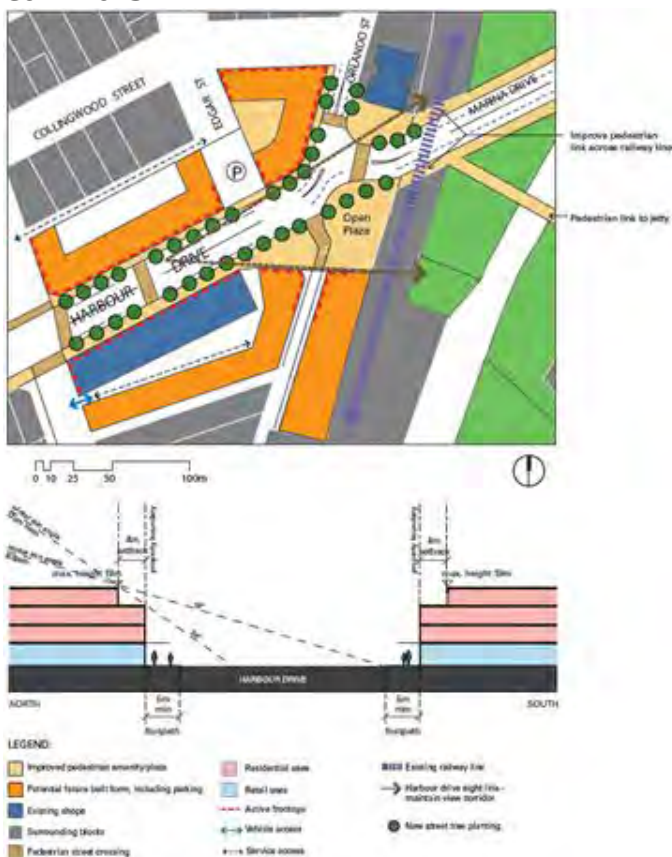 COLLINGWOOD STREET
EDGAR ST
ORLANDO ST
MARINA DRIVE
P
Improve pedestrian
link across railway line
Open
Plaza
Pedestrian link to jetty
HARBOUR
DRIVE
0 10 25 50 100m
8m
setback
property boundary
8m
setback
property boundary
max. height
max. height
HARBOUR DRIVE
NORTH
SOUTH
6m
min
footpath
6m
min
footpath
LEGEND:
Improved pedestrian amenity/plaza
Potential future built form, including parking
Existing shops
Surrounding blocks
Pedestrian street crossing
Residential uses
Retail uses
Active frontage
Vehicle access
Service access
Existing railway line
Harbour drive sight line -
maintain view corridor
New street tree planting